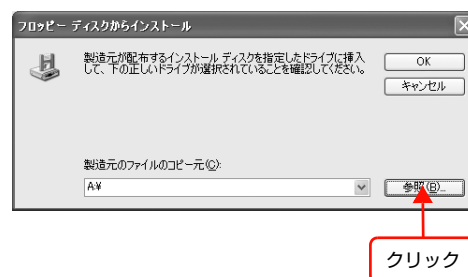 フロッピー ディスクからインストール
製造元が配布するインストール ディスクを指定したドライブに挿入
して、下の正しいドライブが選択されていることを確認してください。
OK
キャンセル
製造元のファイルのコピー元(C):
A:¥
参照(B)...
クリック